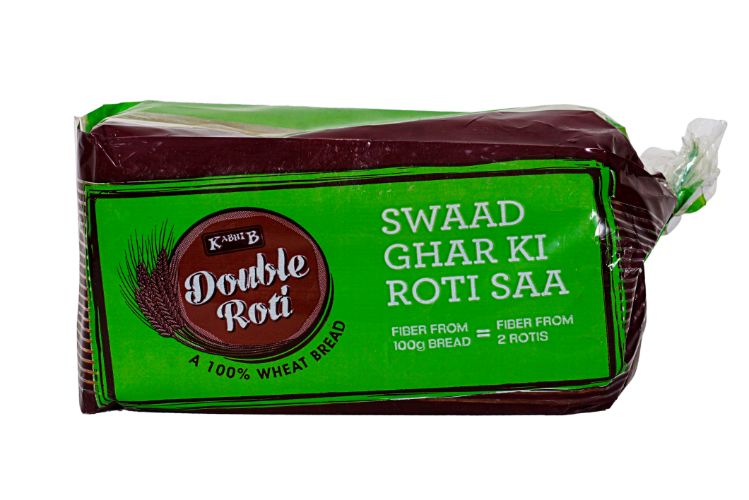 KABHI B
Double
Roti
A 100% WHEAT BREAD
SWAAD
GHAR KI
ROTI SAA
FIBER FROM
100g BREAD
=
FIBER FROM
2 ROTIS